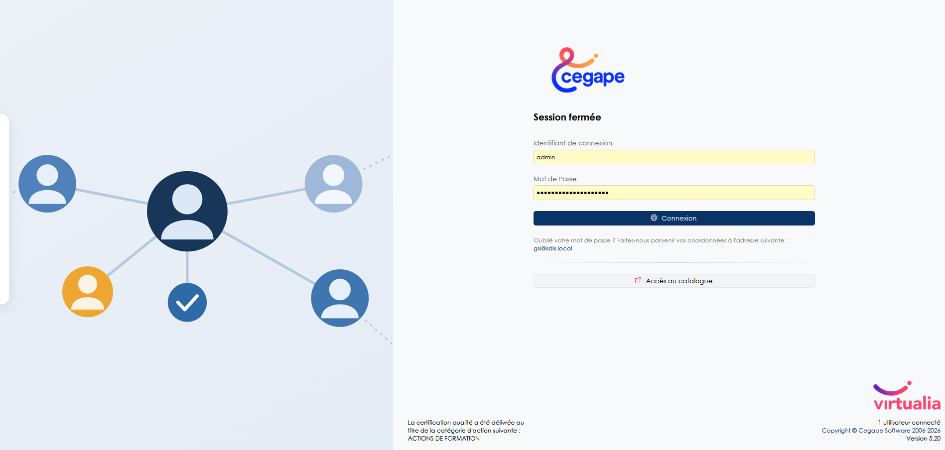 cegape
Session fermée
Identifiant de connexion
admin
Mot de Passe
Connexion
Oublié votre mot de passe ? Faites-nous parvenir vos coordonnées à l'adresse suivante :
gsi@sdis.local
Accès au catalogue
virtualia
La certification qualité a été délivrée au
titre de la catégorie d'action suivante :
ACTIONS DE FORMATION
1 utilisateur connecté
Copyright © Cegape Software 2006-2026
Version 5.20